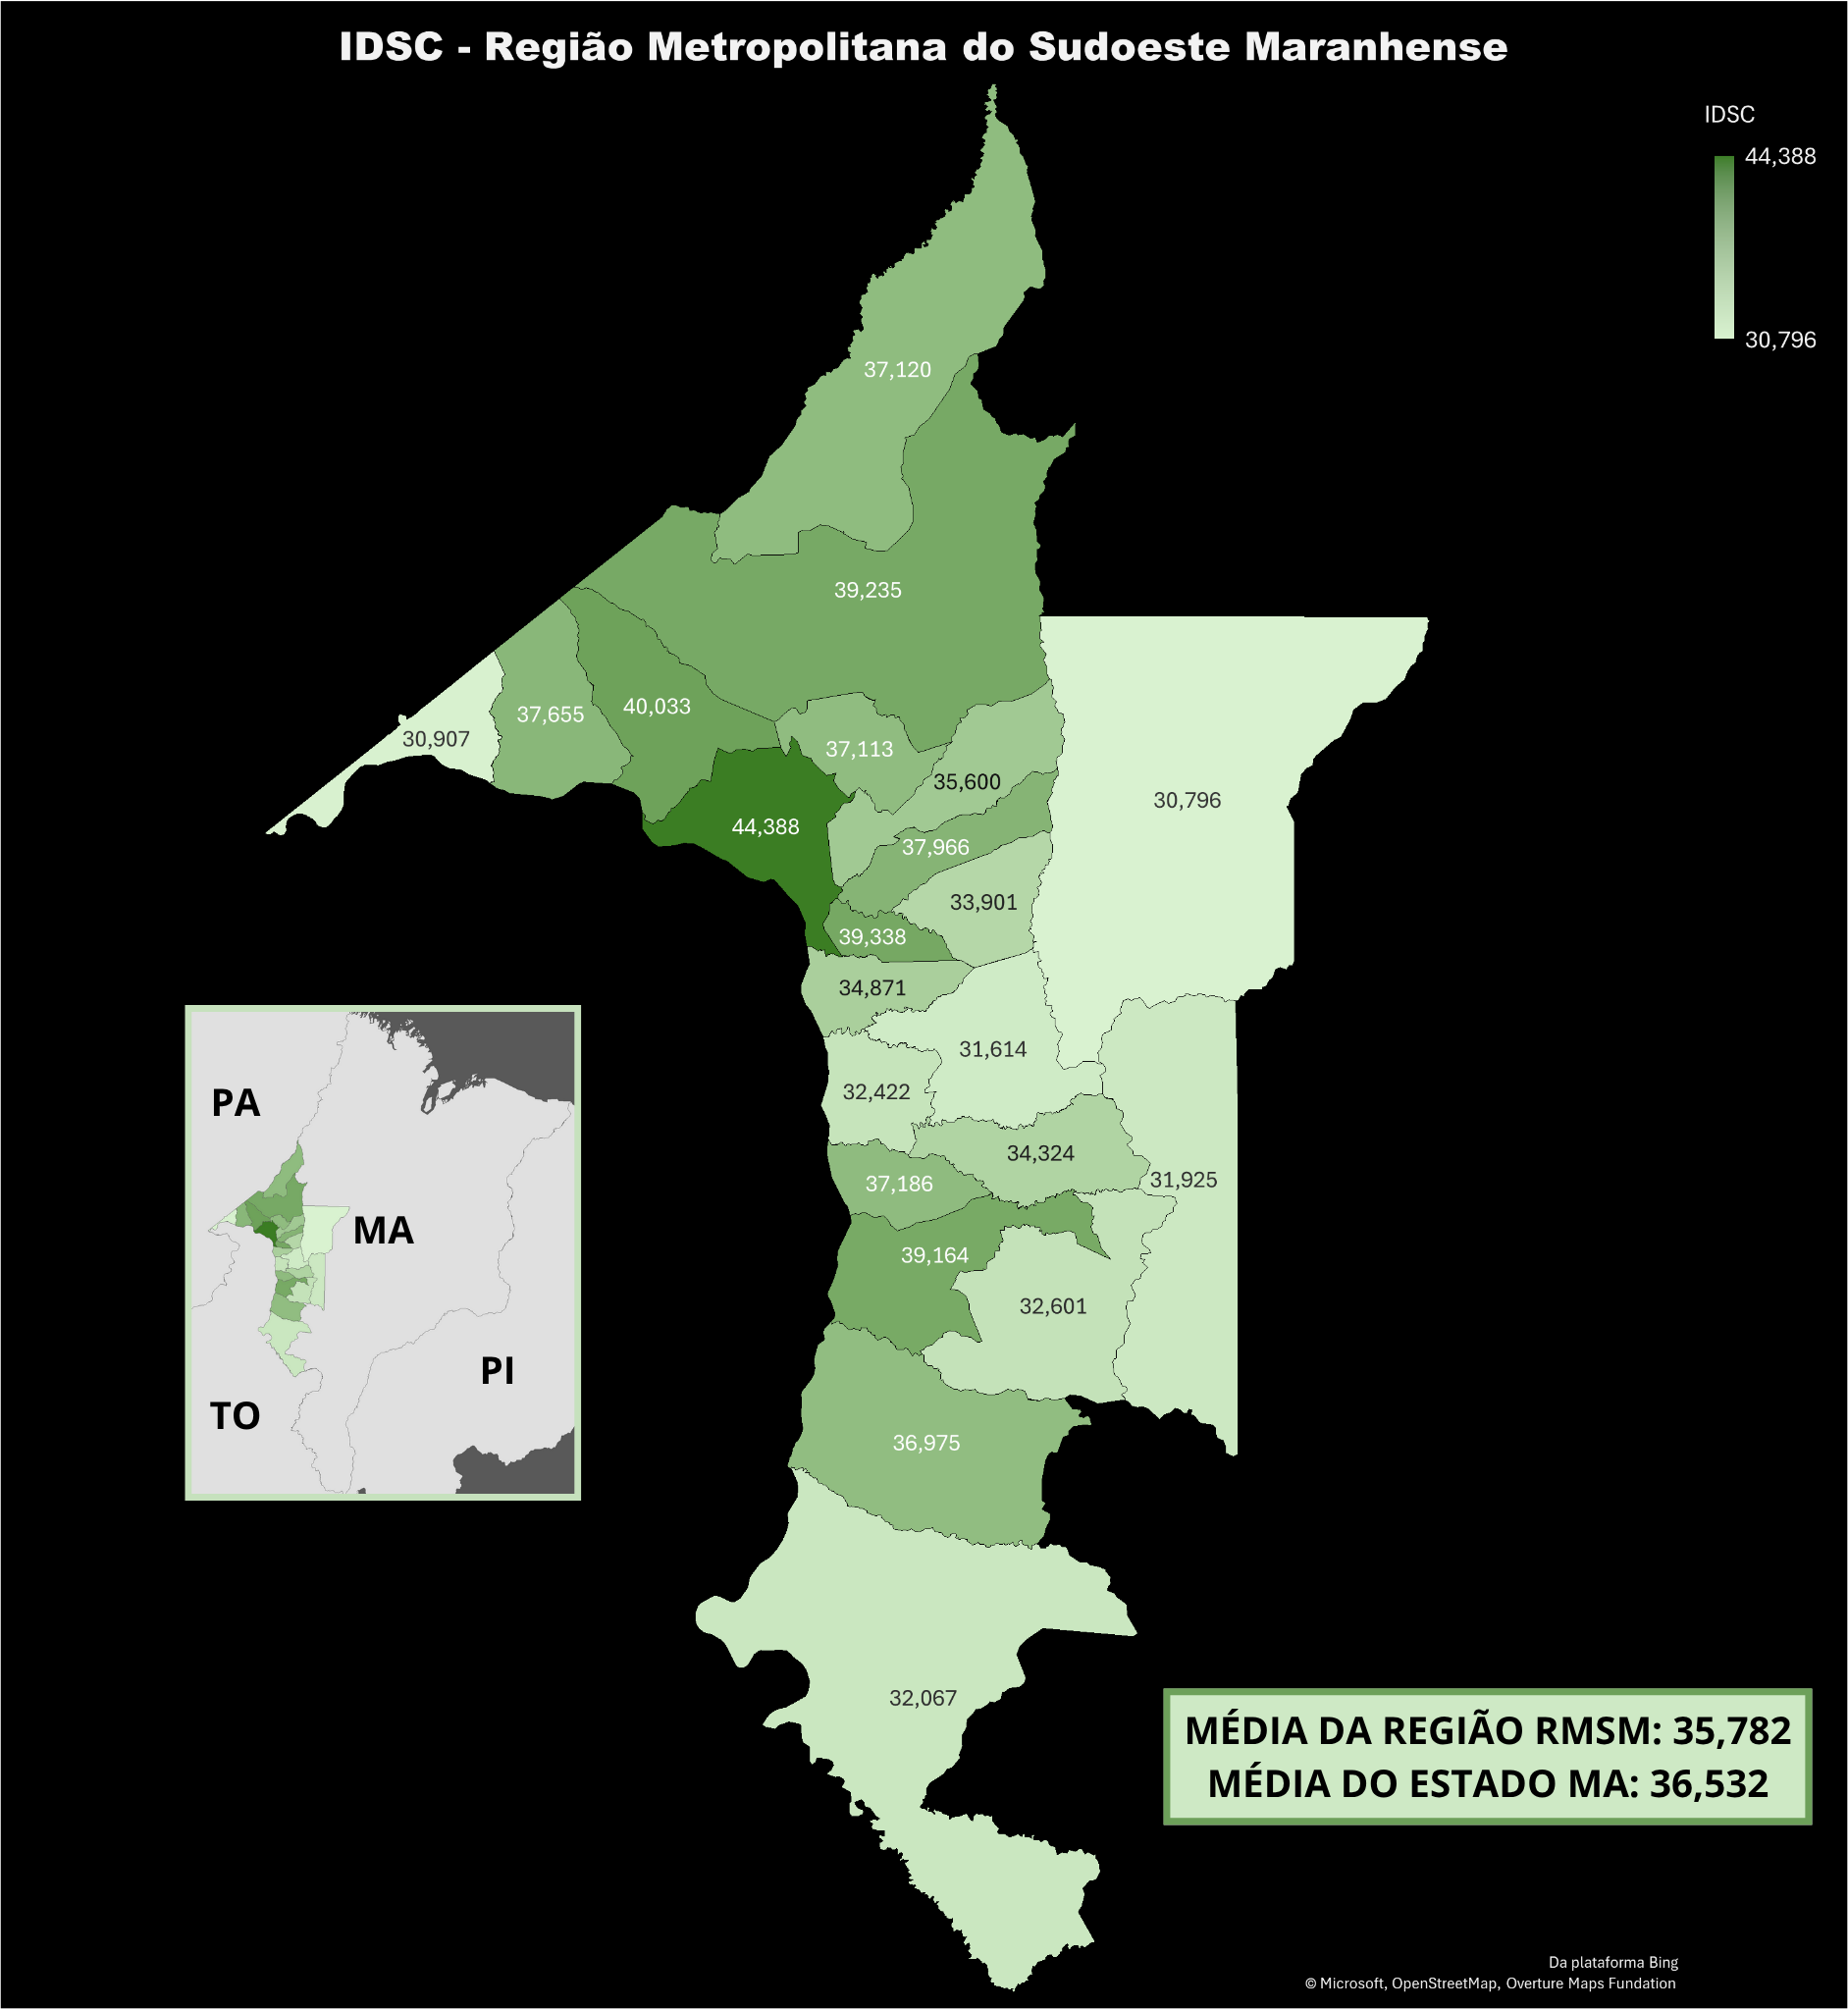 IDSC - Região Metropolitana do Sudoeste Maranhense
IDSC
44,388
30,796
37,120
39,235
40,033
37,655
30,907
37,113
35,600
30,796
44,388
37,966
33,901
39,338
34,871
31,614
32,422
34,324
31,925
37,186
39,164
32,601
36,975
32,067
PA
MA
PI
TO
MÉDIA DA REGIÃO RMSM: 35,782
MÉDIA DO ESTADO MA: 36,532
Da plataforma Bing
© Microsoft, OpenStreetMap, Overture Maps Fundation